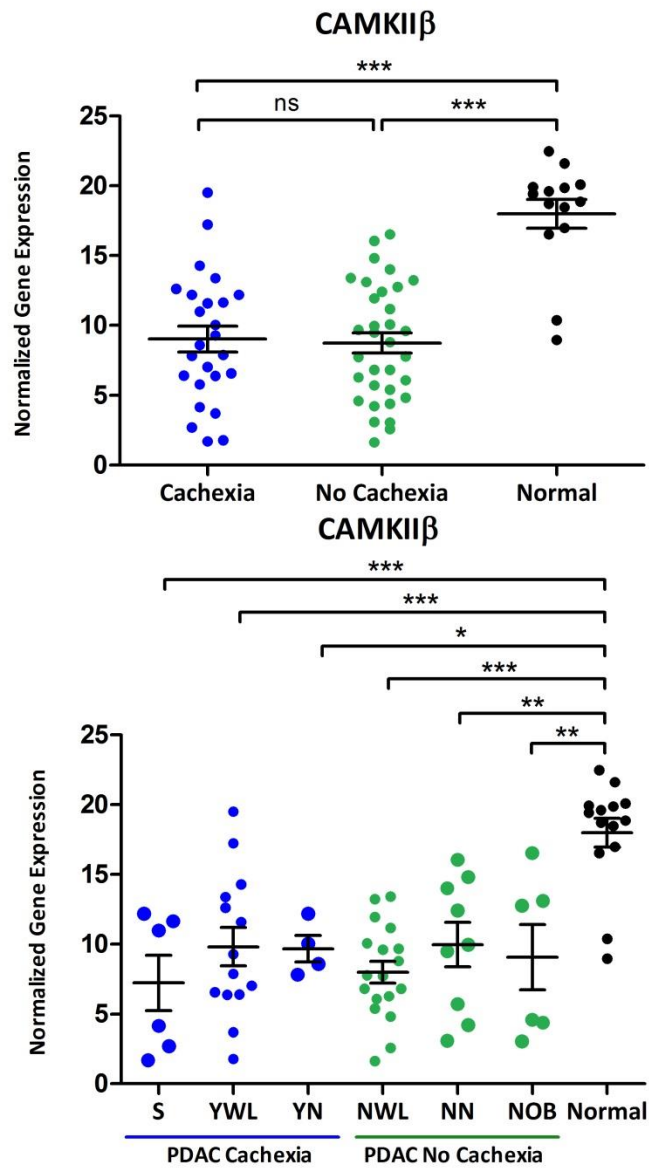 CAMKIIβ
***
ns ***
25
20
15
10
5
0
Normalized Gene Expression
Cachexia No Cachexia Normal
CAMKIIβ
***
***
*
***
**
**
25
20
15
10
5
0
Normalized Gene Expression
S YWL YN NWL NN NOB Normal
PDAC Cachexia PDAC No Cachexia